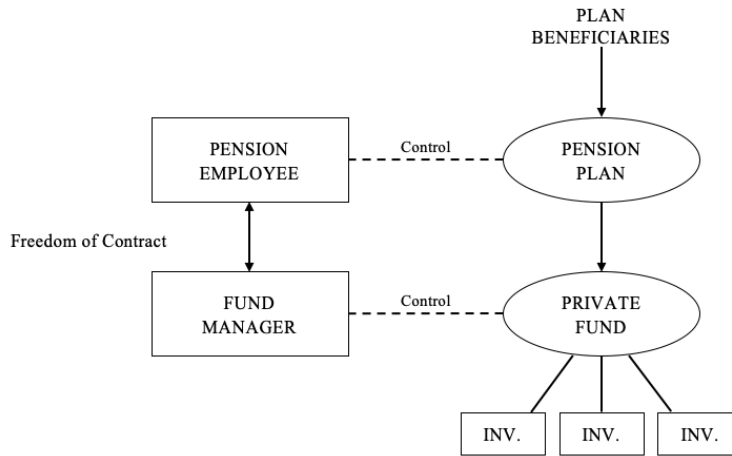 PLAN
BENEFICIARIES
PENSION
EMPLOYEE
Control
PENSION
PLAN
Freedom of Contract
FUND
MANAGER
Control
PRIVATE
FUND
INV.
INV.
INV.